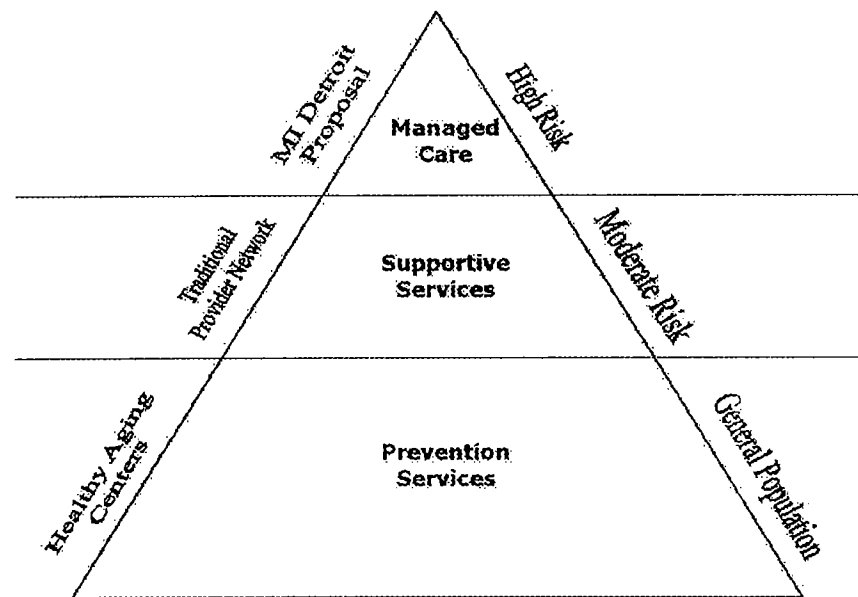 MI Detroit
Proposal
Managed
Care
High Risk
Traditional
Provider Network
Supportive
Services
Moderate Risk
Healthy Aging
Centers
Prevention
Services
General Population